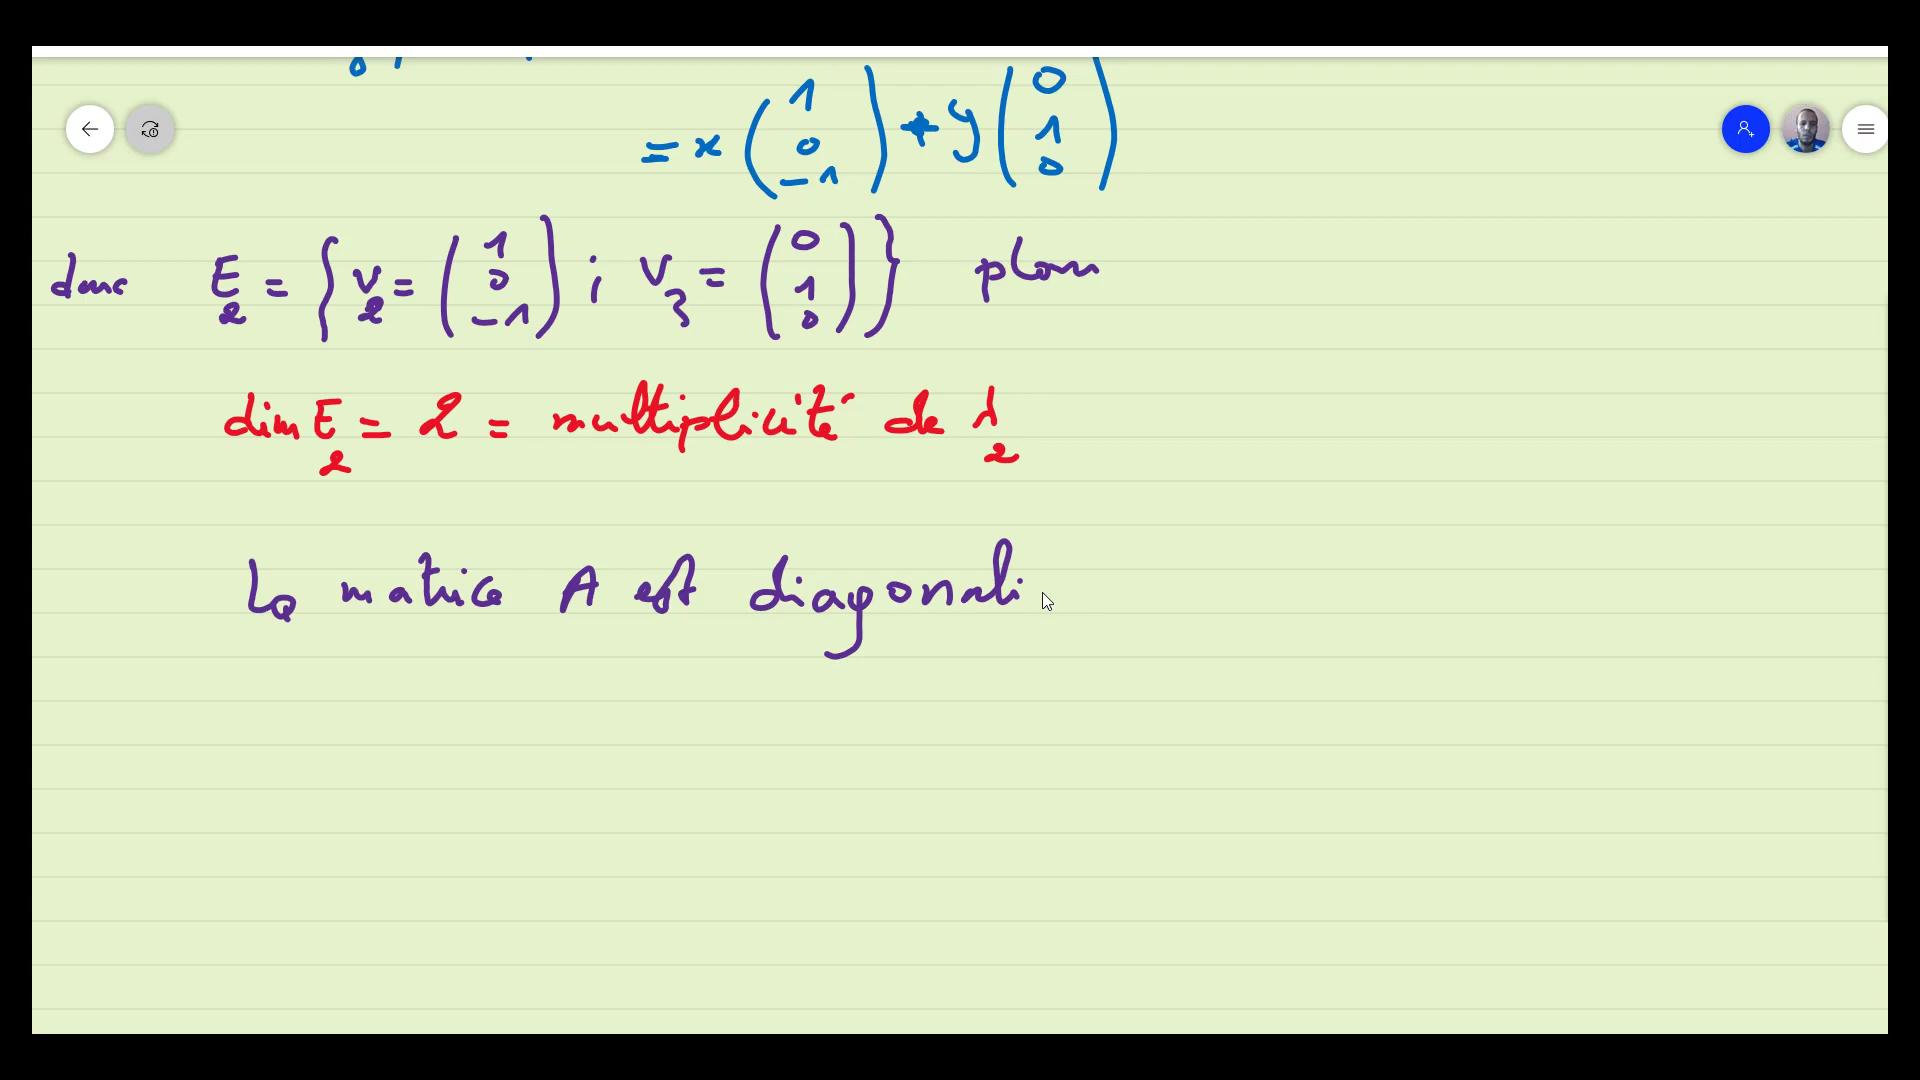 = x (1 0 -1) + y (0 1 0)
donc E2 = { V2 = (1 0 -1) ; V3 = (0 1 0) } plan
dim E2 = 2 = multiplicité de λ2
La matrice A est diagonali